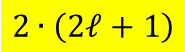 2 · (2ℓ + 1)